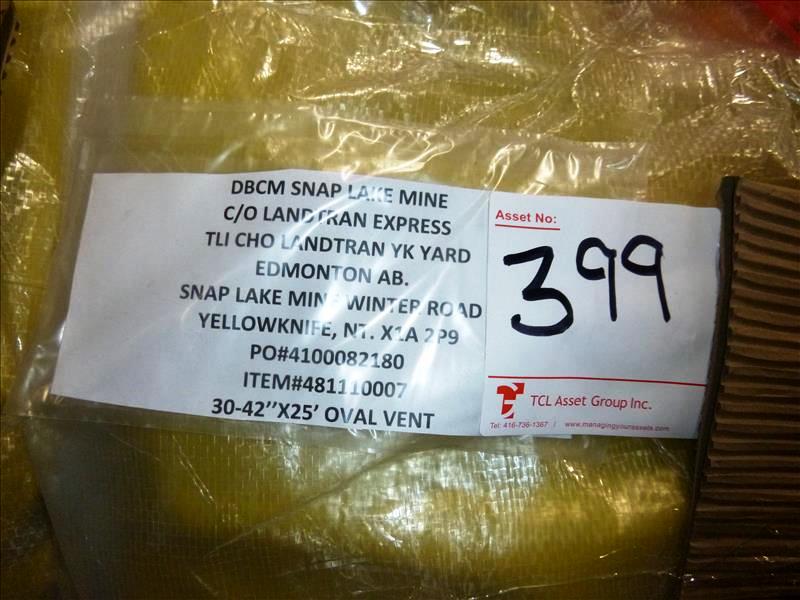 DBCM SNAP LAKE MINE
C/O LANDTRAN EXPRESS
TLI CHO LANDTRAN YK YARD
EDMONTON AB.
SNAP LAKE MINE WINTER ROAD
YELLOWKNIFE, NT. X1A 2P9
PO#4100082180
ITEM#481110007
30-42''X25' OVAL VENT
Asset No:
399
TCL Asset Group Inc.
Tel: 416-736-1367 / www.managingyourassets.com